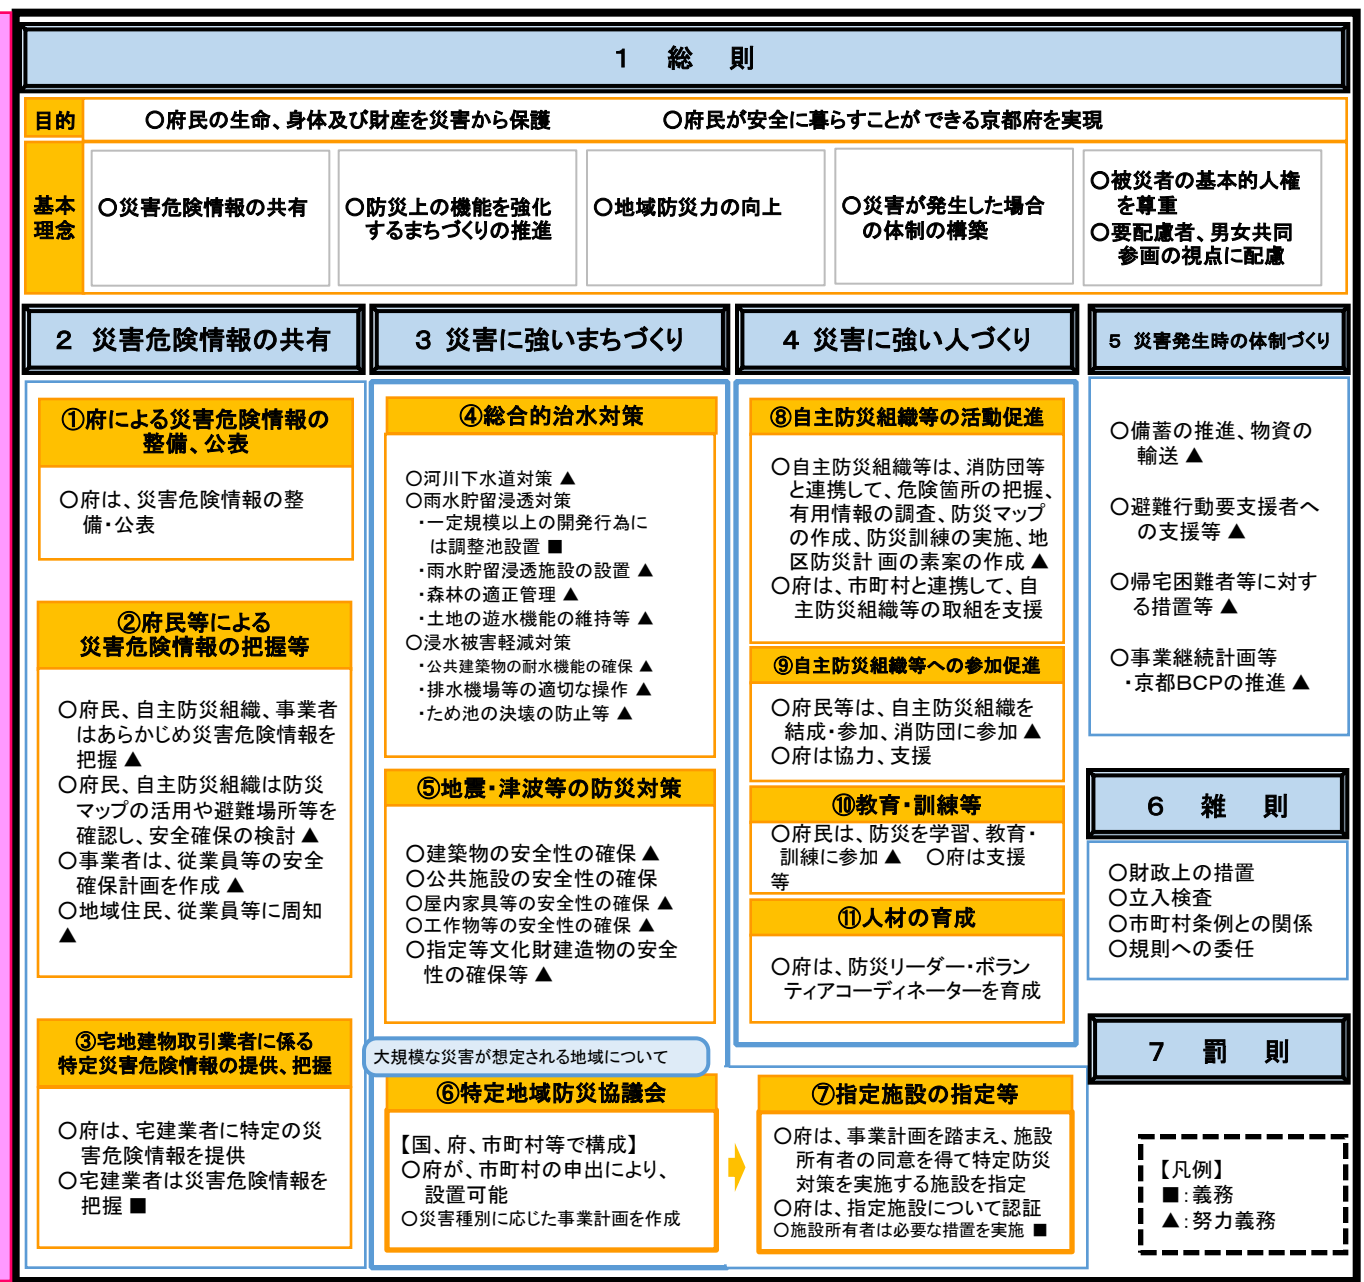 1 総 則
目的
○府民の生命、身体及び財産を災害から保護
○府民が安全に暮らすことが できる京都府を実現
基本
理念
○災害危険情報の共有
○防災上の機能を強化
するまちづくりの推進
○地域防災力の向上
○災害が発生した場合
の体制の構築
○被災者の基本的人権
を尊重
○要配慮者、男女共同
参画の視点に配慮
2 災害危険情報の共有
①府による災害危険情報の
整備、公表
○府は、災害危険情報の整
備・公表
②府民等による
災害危険情報の把握等
○府民、自主防災組織、事業者
はあらかじめ災害危険情報を
把握 ▲
○府民、自主防災組織は防災
マップの活用や避難場所等を
確認し、安全確保の検討 ▲
○事業者は、従業員等の安全
確保計画を作成 ▲
○地域住民、従業員等に周知
▲
③宅地建物取引業者に係る
特定災害危険情報の提供、把握
○府は、宅建業者に特定の災
害危険情報を提供
○宅建業者は災害危険情報を
把握 ■
3 災害に強いまちづくり
④総合的治水対策
○河川下水道対策 ▲
○雨水貯留浸透対策
・一定規模以上の開発行為に
は調整池設置 ■
・雨水貯留浸透施設の設置 ▲
・森林の適正管理 ▲
・土地の遊水機能の維持等 ▲
○浸水被害軽減対策
・公共建築物の耐水機能の確保 ▲
・排水機場等の適切な操作 ▲
・ため池の決壊の防止等 ▲
⑤地震・津波等の防災対策
○建築物の安全性の確保 ▲
○公共施設の安全性の確保
○屋内家具等の安全性の確保 ▲
○工作物等の安全性の確保 ▲
○指定等文化財建造物の安全
性の確保等 ▲
大規模な災害が想定される地域について
⑥特定地域防災協議会
【国、府、市町村等で構成】
○府が、市町村の申出により、
設置可能
○災害種別に応じた事業計画を作成
4 災害に強い人づくり
⑧自主防災組織等の活動促進
○自主防災組織等は、消防団等
と連携して、危険箇所の把握、
有用情報の調査、防災マップ
の作成、防災訓練の実施、地
区防災計 画の素案の作成 ▲
○府は、市町村と連携して、自
主防災組織等の取組を支援
⑨自主防災組織等への参加促進
○府民等は、自主防災組織を
結成・参加、消防団に参加 ▲
○府は協力、支援
⑩教育・訓練等
○府民は、防災を学習、教育・
訓練に参加 ▲ ○府は支援
等
⑪人材の育成
○府は、防災リーダー・ボラン
ティアコーディネーターを育成
⑦指定施設の指定等
○府は、事業計画を踏まえ、施設
所有者の同意を得て特定防災
対策を実施する施設を指定
○府は、指定施設について認証
○施設所有者は必要な措置を実施 ■
5 災害発生時の体制づくり
○備蓄の推進、物資の
輸送 ▲
○避難行動要支援者へ
の支援等 ▲
○帰宅困難者等に対す
る措置等 ▲
○事業継続計画等
・京都BCPの推進 ▲
6 雑 則
○財政上の措置
○立入検査
○市町村条例との関係
○規則への委任
7 罰 則
【凡例】
■:義務
▲:努力義務